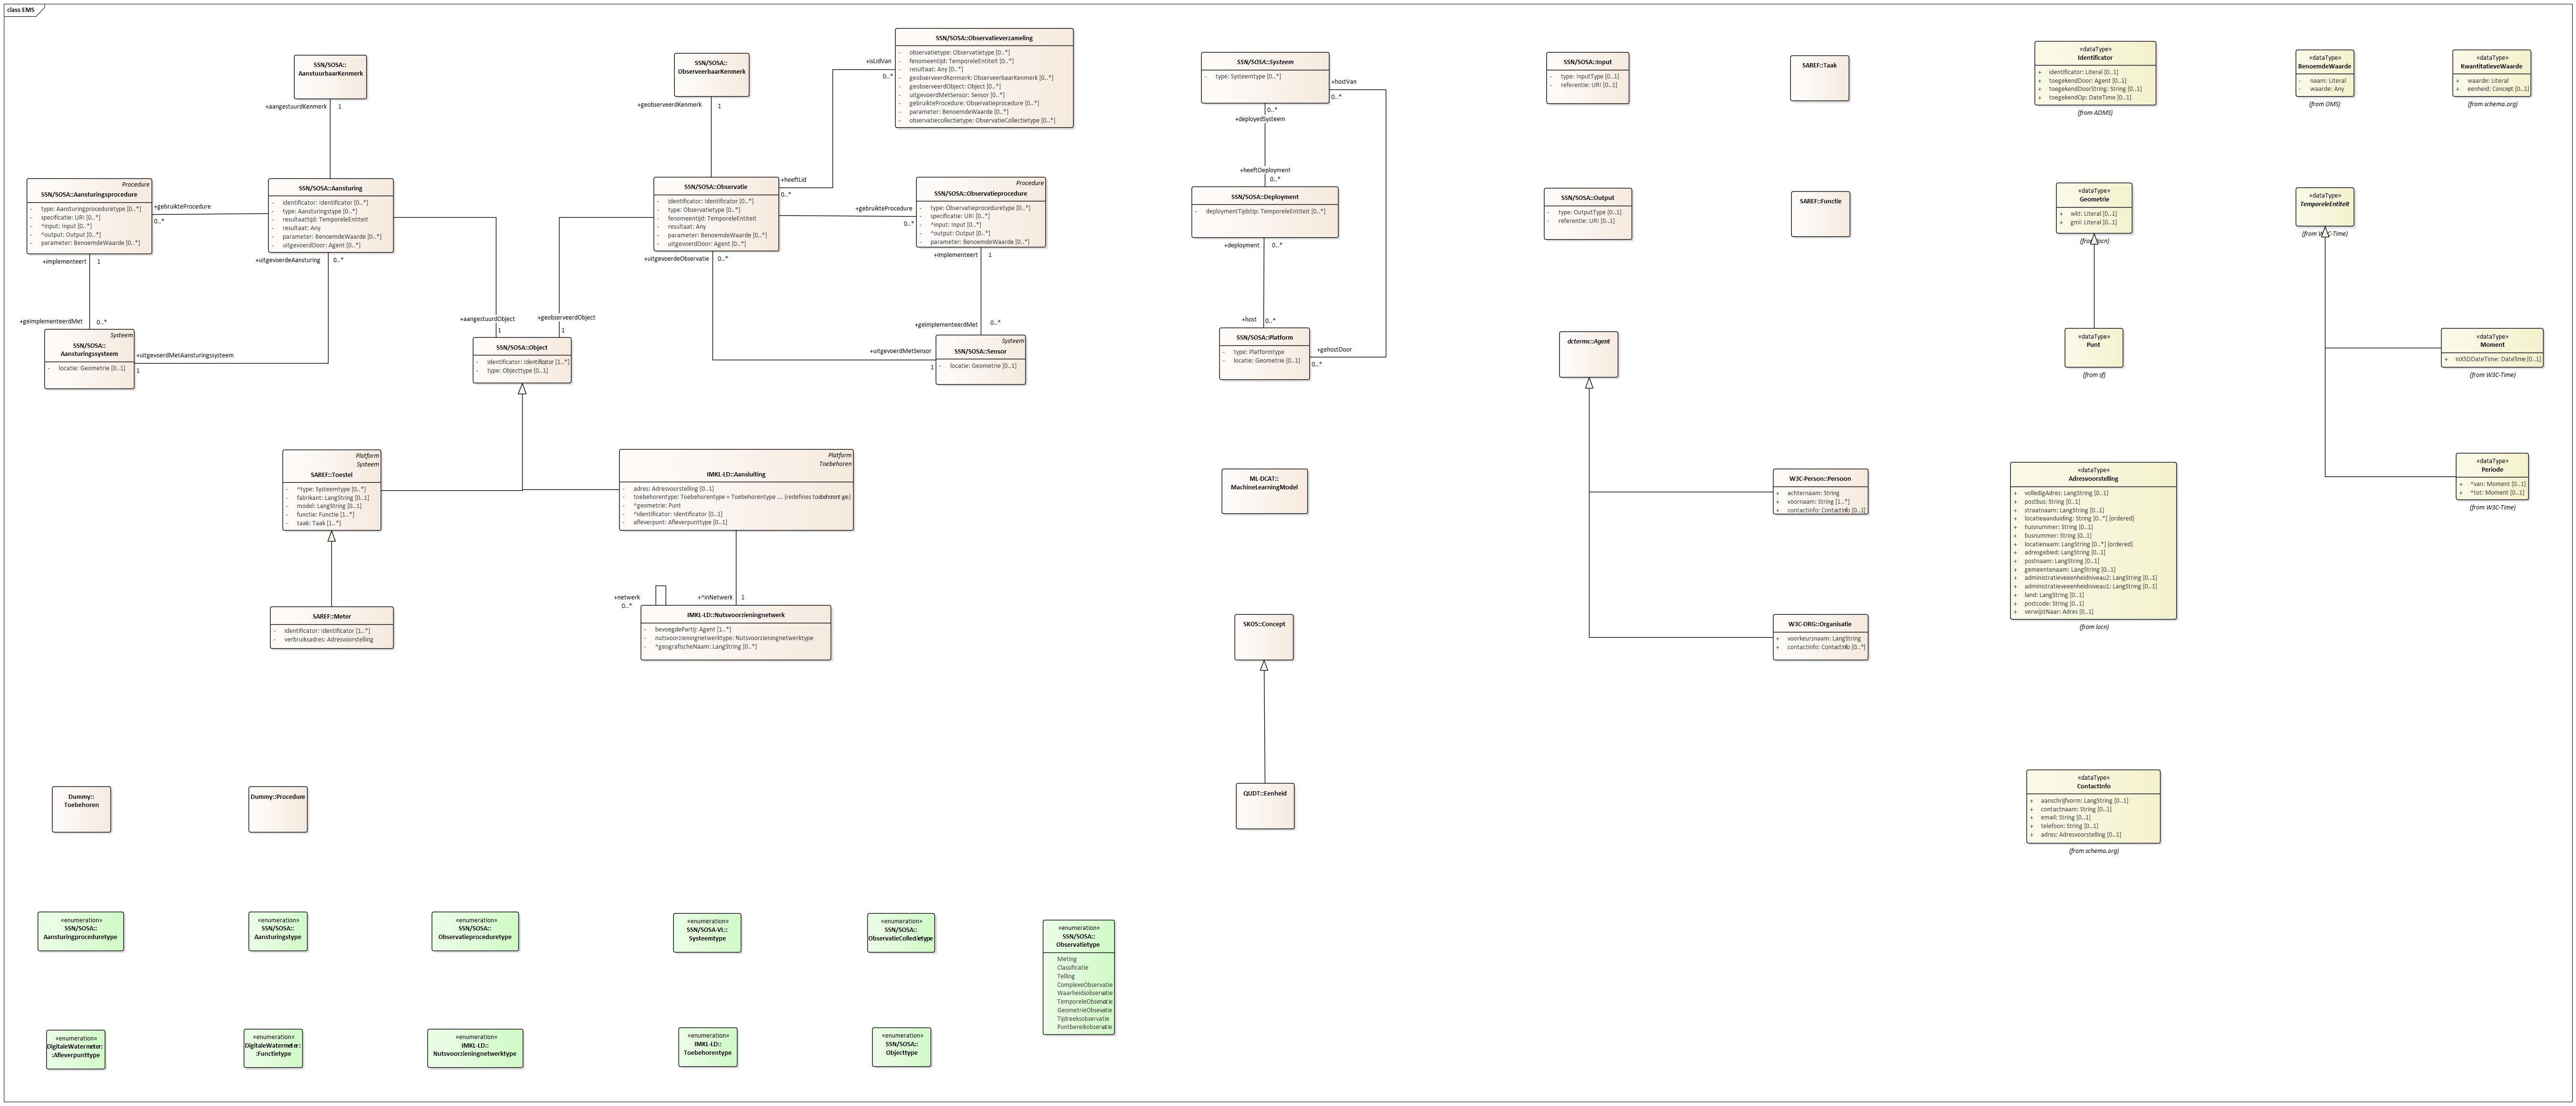 class EMS
SSN/SOSA::
AanstuurbaarKenmerk
+aangestuurdKenmerk 1
SSN/SOSA::
ObserveerbaarKenmerk
+geobserveerdKenmerk 1
SSN/SOSA::Observatieverzameling
- observatietype: Observatietype [0..*]
- fenomeentijd: TemporeleEntiteit [0..*]
- resultaat: Any [0..*]
- geobserveerdKenmerk: ObserveerbaarKenmerk [0..*]
- geobserveerdObject: Object [0..*]
- uitgevoerdMetSensor: Sensor [0..*]
- gebruikteProcedure: Observatieprocedure [0..*]
- parameter: BenoemdeWaarde [0..*]
- observatiecollectietype: ObservatieCollectietype [0..*]
+isLidVan
0..*
+heeftLid
0..*
Procedure
SSN/SOSA::Aansturingsprocedure
- type: Aansturingproceduretype [0..*]
- specificatie: URI [0..*]
- ^input: Input [0..*]
- ^output: Output [0..*]
- parameter: BenoemdeWaarde [0..*]
+gebruikteProcedure
0..*
SSN/SOSA::Aansturing
- identificator: Identificator [0..*]
- type: Aansturingstype [0..*]
- resultaattijd: TemporeleEntiteit
- resultaat: Any
- parameter: BenoemdeWaarde [0..*]
- uitgevoerdDoor: Agent [0..*]
+implementeert 1
+uitgevoerdeAansturing 0..*
+geimplementeerdMet 0..*
Systeem
SSN/SOSA::
Aansturingssysteem
- locatie: Geometrie [0..1]
+uitgevoerdMetAansturingssysteem
1
SSN/SOSA::Observatie
- identificator: Identificator [0..*]
- type: Observatietype [0..*]
- fenomeentijd: TemporeleEntiteit
- resultaat: Any
- parameter: BenoemdeWaarde [0..*]
- uitgevoerdDoor: Agent [0..*]
+gebruikteProcedure
0..*
Procedure
SSN/SOSA::Observatieprocedure
- type: Observatieproceduretype [0..*]
- specificatie: URI [0..*]
- ^input: Input [0..*]
- ^output: Output [0..*]
- parameter: BenoemdeWaarde [0..*]
+uitgevoerdeObservatie 0..*
+implementeert 1
+geimplementeerdMet 0..*
+uitgevoerdMetSensor
1
Systeem
SSN/SOSA::Sensor
- locatie: Geometrie [0..1]
+aangestuurdObject
1
+geobserveerdObject
1
SSN/SOSA::Object
- identificator: Identificator [1..*]
- type: Objecttype [0..1]
Platform
Systeem
SAREF::Toestel
- ^type: Systeemtype [0..*]
- fabrikant: LangString [0..1]
- model: LangString [0..1]
- functie: Functie [1..*]
- taak: Taak [1..*]
Platform
Toebehoren
IMKL-LD::Aansluiting
- adres: Adresvoorstelling [0..1]
- toebehorentype: Toebehorentype = Toebehorentype ... {redefines toebehorentype}
- ^geometrie: Punt
- ^identificator: Identificator [0..1]
- afleverpunt: Afleverpunttype [0..1]
SAREF::Meter
- identificator: Identificator [1..*]
- verbruiksadres: Adresvoorstelling
+netwerk
0..*
+^inNetwerk 1
IMKL-LD::Nutsvoorzieningnetwerk
- bevoegdePartij: Agent [1..*]
- nutsvoorzieningnetwerktype: Nutsvoorzieningnetwerktype
- ^geografischeNaam: LangString [0..*]
SSN/SOSA::Systeem
- type: Systeemtype [0..*]
+hostVan
0..*
0..*
+deployedSysteem
+heeftDeployment
0..*
SSN/SOSA::Deployment
- deploymentTijdstip: TemporeleEntiteit [0..*]
+deployment 0..*
+host 0..*
SSN/SOSA::Platform
- type: Platformtype
- locatie: Geometrie [0..1]
+gehostDoor
0..*
ML-DCAT::
MachineLearningModel
SKOS::Concept
QUDT::Eenheid
SSN/SOSA::Input
- type: InputType [0..1]
- referentie: URI [0..1]
SAREF::Taak
SSN/SOSA::Output
- type: OutputType [0..1]
- referentie: URI [0..1]
SAREF::Functie
dcterms::Agent
W3C-Person::Persoon
+ achternaam: String
+ voornaam: String [1..*]
+ contactinfo: ContactInfo [0..1]
W3C-ORG::Organisatie
+ voorkeursnaam: LangString
+ contactinfo: ContactInfo [0..*]
«dataType»
Identificator
+ identificator: Literal [0..1]
+ toegekendDoor: Agent [0..1]
+ toegekendDoorString: String [0..1]
+ toegekendOp: DateTime [0..1]
(from ADMS)
«dataType»
BenoemdeWaarde
- naam: Literal
- waarde: Any
(from OMS)
«dataType»
KwantitatieveWaarde
+ waarde: Literal
+ eenheid: Concept [0..1]
(from schema.org)
«dataType»
Geometrie
+ wkt: Literal [0..1]
+ gml: Literal [0..1]
(from locn)
«dataType»
TemporeleEntiteit
(from W3C-Time)
«dataType»
Punt
(from sf)
«dataType»
Moment
+ inXSDDateTime: DateTime [0..1]
(from W3C-Time)
«dataType»
Periode
+ ^van: Moment [0..1]
+ ^tot: Moment [0..1]
(from W3C-Time)
«dataType»
Adresvoorstelling
+ volledigAdres: LangString [0..1]
+ postbus: String [0..1]
+ straatnaam: LangString [0..1]
+ locatieaanduiding: String [0..*] {ordered}
+ huisnummer: String [0..1]
+ busnummer: String [0..1]
+ locatienaam: LangString [0..*] {ordered}
+ adresgebied: LangString [0..1]
+ postnaam: LangString [0..1]
+ gemeentenaam: LangString [0..1]
+ administratieveeenheidniveau2: LangString [0..1]
+ administratieveeenheidniveau1: LangString [0..1]
+ land: LangString [0..1]
+ postcode: String [0..1]
+ verwijstNaar: Adres [0..1]
(from locn)
«dataType»
ContactInfo
+ aanschrijfvorm: LangString [0..1]
+ contactnaam: String [0..1]
+ email: String [0..1]
+ telefoon: String [0..1]
+ adres: Adresvoorstelling [0..1]
(from schema.org)
Dummy::
Toebehoren
Dummy::Procedure
«enumeration»
SSN/SOSA::
Aansturingproceduretype
«enumeration»
SSN/SOSA::
Aansturingstype
«enumeration»
SSN/SOSA::
Observatieproceduretype
«enumeration»
SSN/SOSA-VL::
Systeemtype
«enumeration»
SSN/SOSA::
ObservatieCollectietype
«enumeration»
SSN/SOSA::
Observatietype
Meting
Classificatie
Telling
ComplexeObservatie
Waarheidsobservatie
TemporeleObservatie
GeometrieObsevatie
Tijdreeksobservatie
Puntbereikobservatie
«enumeration»
DigitaleWatermeter:
:Afleverpunttype
«enumeration»
DigitaleWatermeter:
:Functietype
«enumeration»
IMKL-LD::
Nutsvoorzieningnetwerktype
«enumeration»
IMKL-LD::
Toebehorentype
«enumeration»
SSN/SOSA::
Objecttype